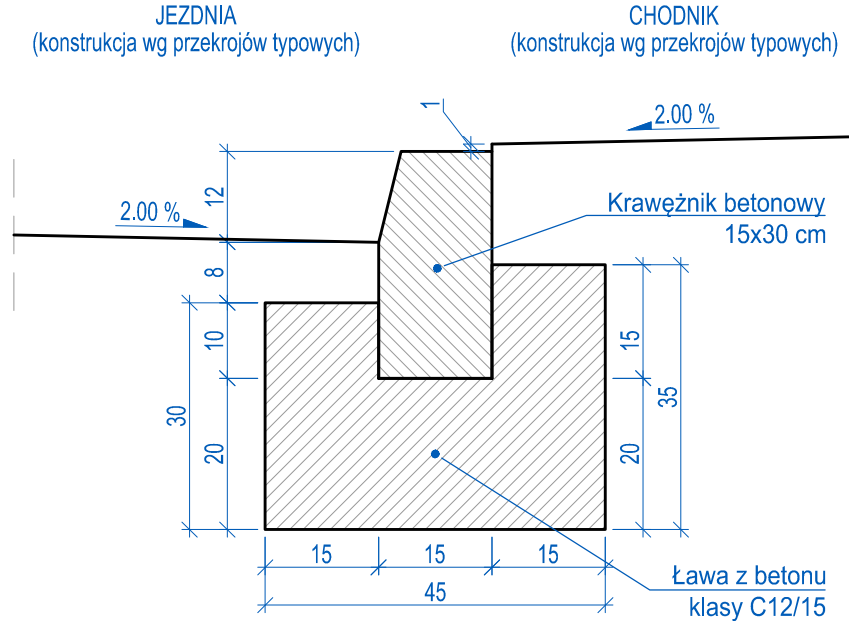 JEZDNIA
(konstrukcja wg przekrojów typowych)
CHODNIK
(konstrukcja wg przekrojów typowych)
1
2.00 %
12
2.00 %
Krawężnik betonowy
15x30 cm
8
10
15
30
35
20
20
15
15
15
45
Ława z betonu
klasy C12/15